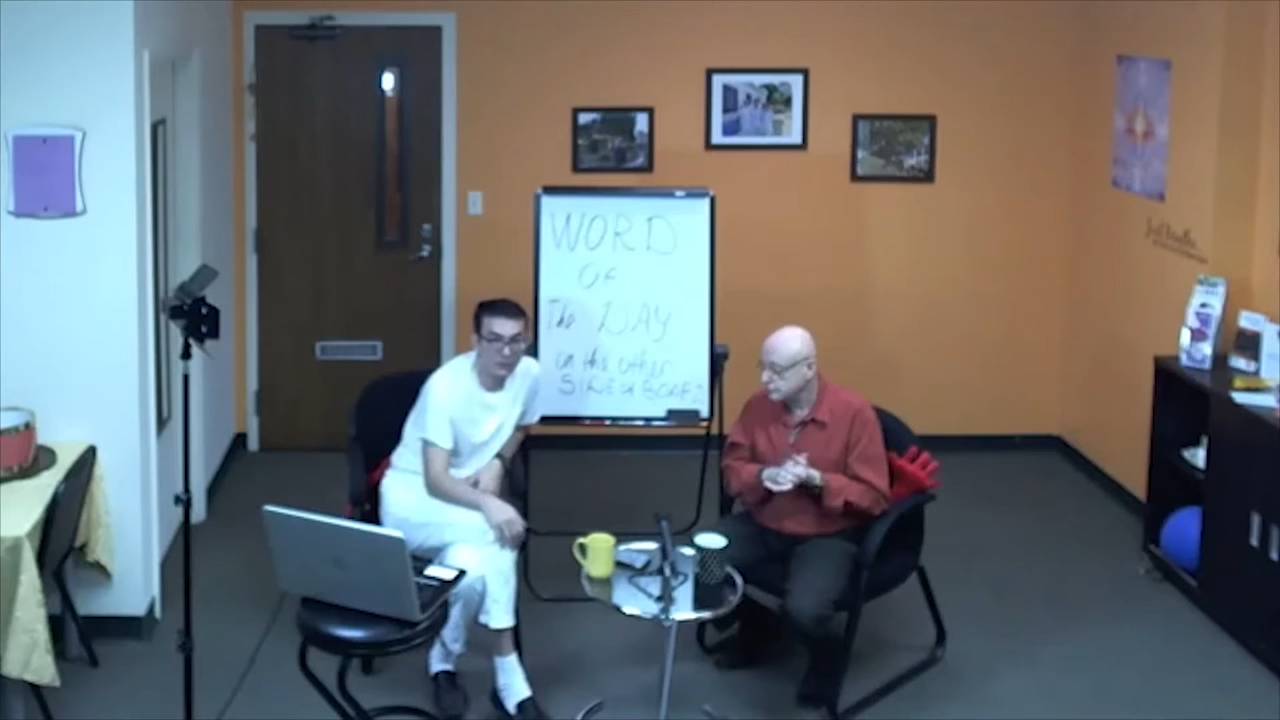 WORD
OF
The DAY
on the other
SIDE of BOARD